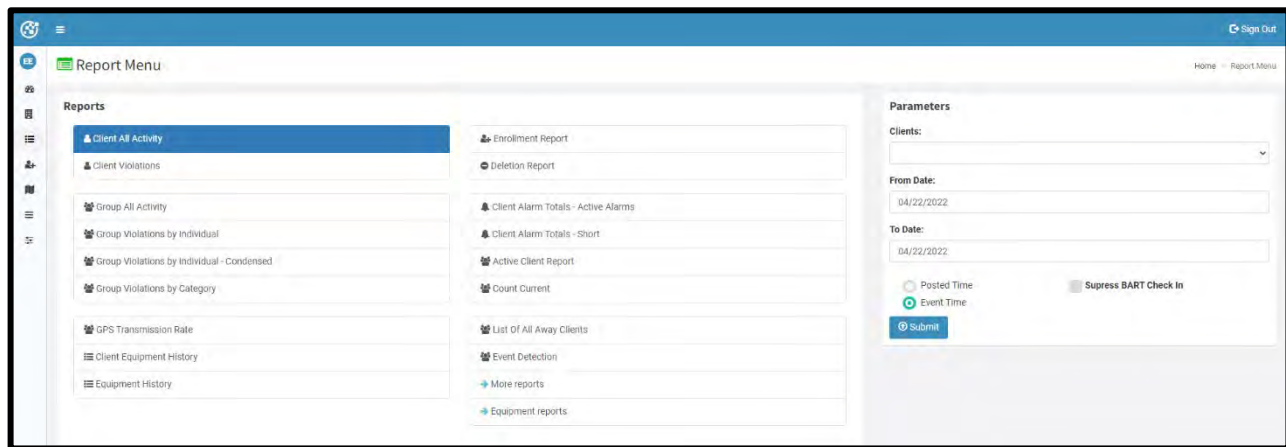 Sign Out
EE
Report Menu
Home
Report Menu
Reports
Client All Activity
Client Violations
Group All Activity
Group Violations by Individual
Group Violations by Individual - Condensed
Group Violations by Category
GPS Transmission Rate
Client Equipment History
Equipment History
Enrollment Report
Deletion Report
Client Alarm Totals - Active Alarms
Client Alarm Totals - Short
Active Client Report
Count Current
List Of All Away Clients
Event Detection
More reports
Equipment reports
Parameters
Clients:
From Date:
04/22/2022
To Date:
04/22/2022
Posted Time
Supress BART Check In
Event Time
Submit